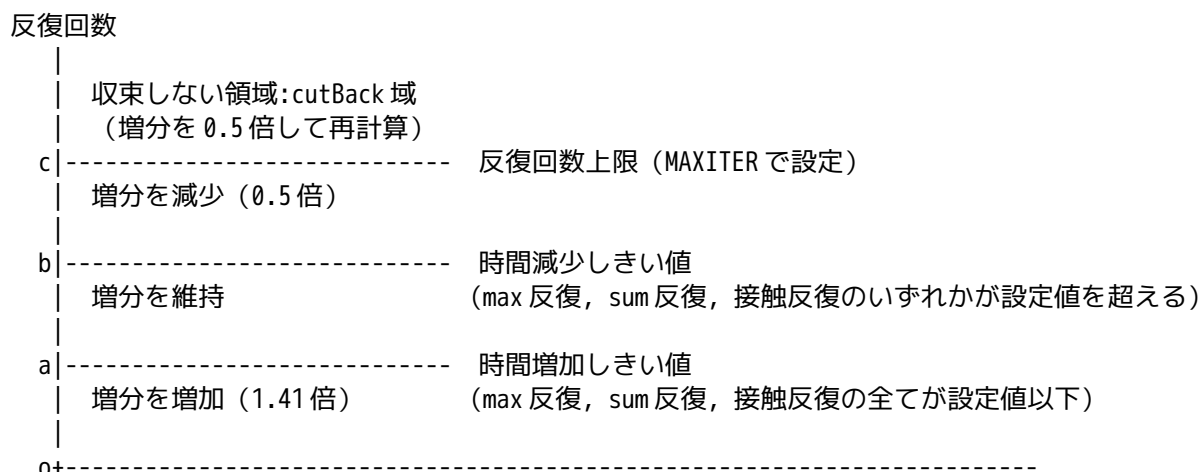 反復回数
|
| 収束しない領域:cutBack 域
| （増分を 0.5 倍して再計算）
c|----------------------------- 反復回数上限（MAXITER で設定）
| 増分を減少（0.5 倍）
|
b|----------------------------- 時間減少しきい値
| 増分を維持 （max 反復，sum 反復，接触反復のいずれかが設定値を超える）
|
a|----------------------------- 時間増加しきい値
| 増分を増加（1.41 倍） （max 反復，sum 反復，接触反復の全てが設定値以下）
|
o+-------------------------------------------------------------------------